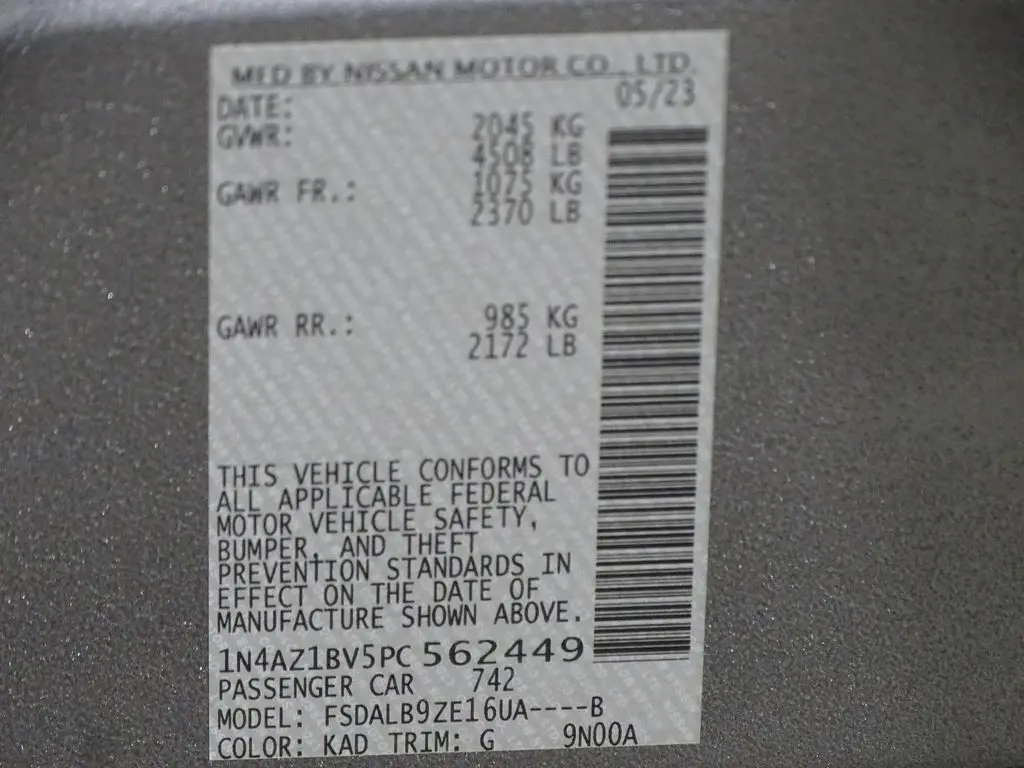 MFD BY NISSAN MOTOR CO., LTD.
DATE: 05/23
GVWR: 2045 KG
4508 LB
GAWR FR.: 1075 KG
2370 LB
GAWR RR.: 985 KG
2172 LB
THIS VEHICLE CONFORMS TO
ALL APPLICABLE FEDERAL
MOTOR VEHICLE SAFETY,
BUMPER, AND THEFT
PREVENTION STANDARDS IN
EFFECT ON THE DATE OF
MANUFACTURE SHOWN ABOVE.
1N4AZ1BV5PC 562449
PASSENGER CAR 742
MODEL: FSDALB9ZE16UA----B
COLOR: KAD TRIM: G 9N00A